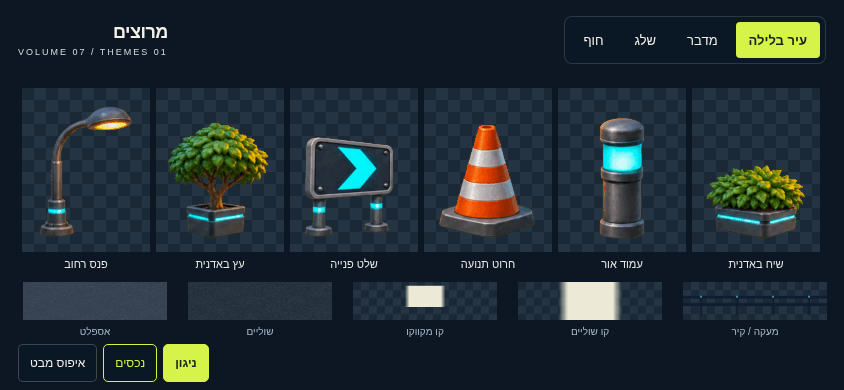 מרוצים
VOLUME 07 / THEMES 01
עיר בלילה
מדבר
שלג
חוף
שיח באדנית
עמוד אור
חרוט תנועה
שלט פנייה
עץ באדנית
פנס רחוב
מעקה / קיר
קו שוליים
קו מקווקו
שוליים
אספלט
ניגון
נכסים
איפוס מבט